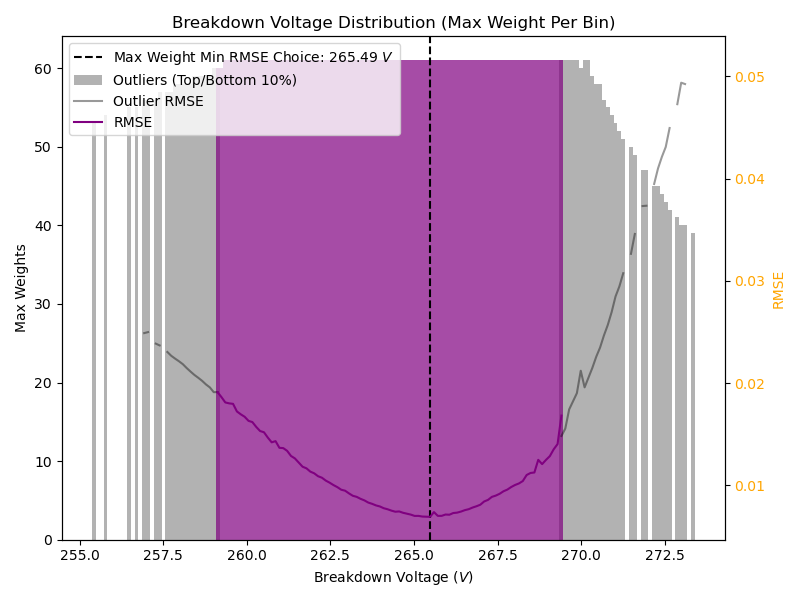 Breakdown Voltage Distribution (Max Weight Per Bin)
Max Weight Min RMSE Choice: 265.49 V
Outliers (Top/Bottom 10%)
Outlier RMSE
RMSE
60
50
40
30
20
10
0
Max Weights
0.05
0.04
0.03
0.02
0.01
RMSE
255.0 257.5 260.0 262.5 265.0 267.5 270.0 272.5
Breakdown Voltage (V)